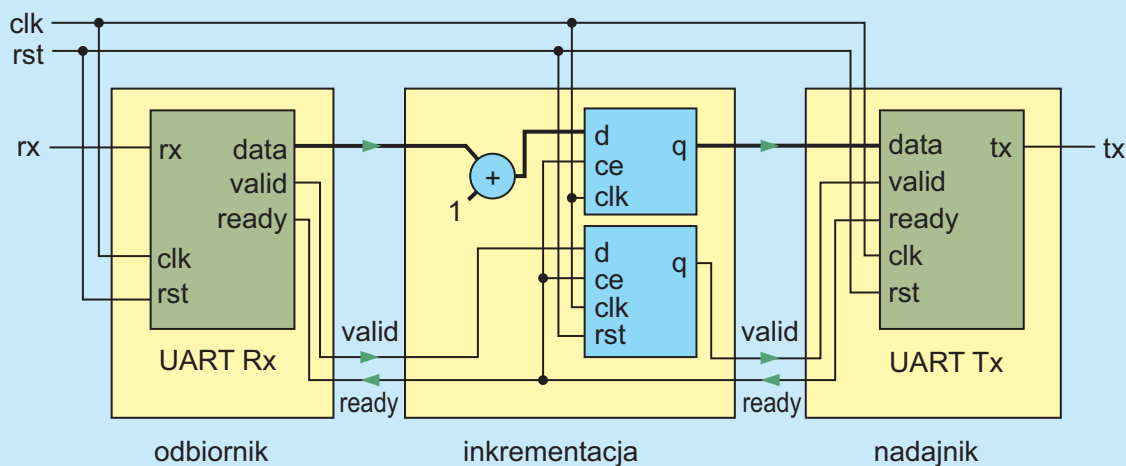 clk
rst
rx
rx
data
valid
ready
clk
rst
UART Rx
odbiornik
valid
ready
+
1
d
ce
clk
q
d
ce
clk
rst
q
inkrementacja
valid
ready
data
valid
ready
clk
rst
tx
UART Tx
tx
nadajnik